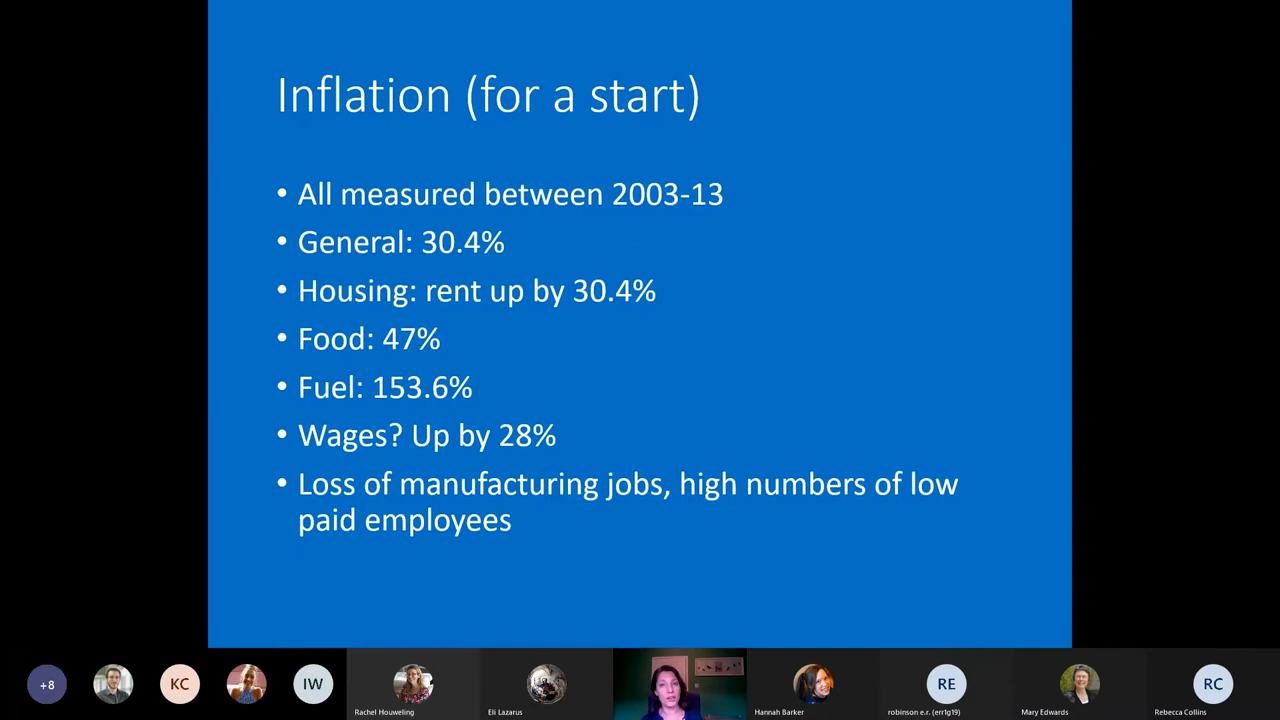 Inflation (for a start)
• All measured between 2003-13
• General: 30.4%
• Housing: rent up by 30.4%
• Food: 47%
• Fuel: 153.6%
• Wages? Up by 28%
• Loss of manufacturing jobs, high numbers of low
paid employees
+8
KC
IW
Rachel Houweling
Eli Lazarus
Hannah Barker
RE
robinson e.r. (err1g19)
Mary Edwards
RC
Rebecca Collins